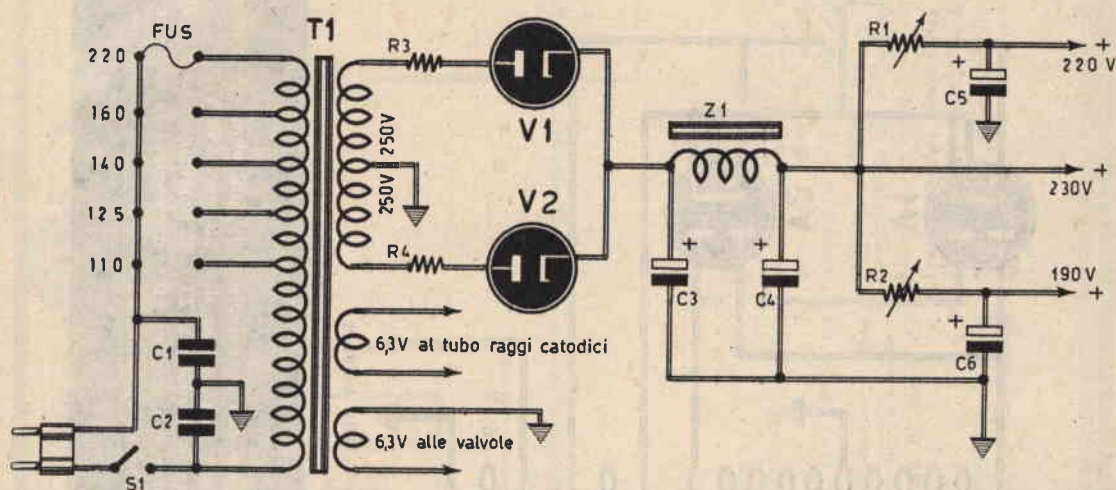 FUS
T1
220
160
140
125
110
C1
C2
S1
R3
250V
250V
R4
V1
V2
6,3V al tubo raggi catodici
6,3V alle valvole
Z1
+
C3
+
C4
R1
+
220 V
+
C5
230V
+
R2
190V
+
+
C6